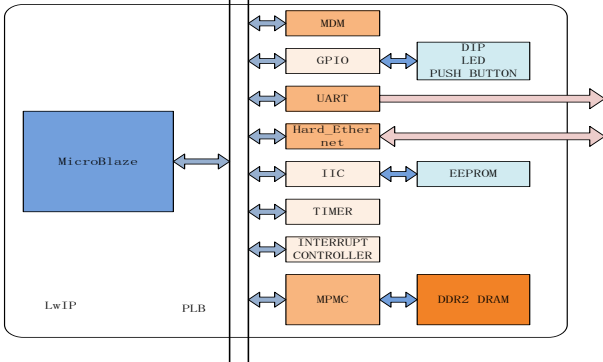 MDM
GPIO
DIP
LED
PUSH BUTTON
UART
Hard_Ether
net
MicroBlaze
IIC
EEPROM
TIMER
INTERRUPT
CONTROLLER
MPMC
DDR2 DRAM
LwIP
PLB